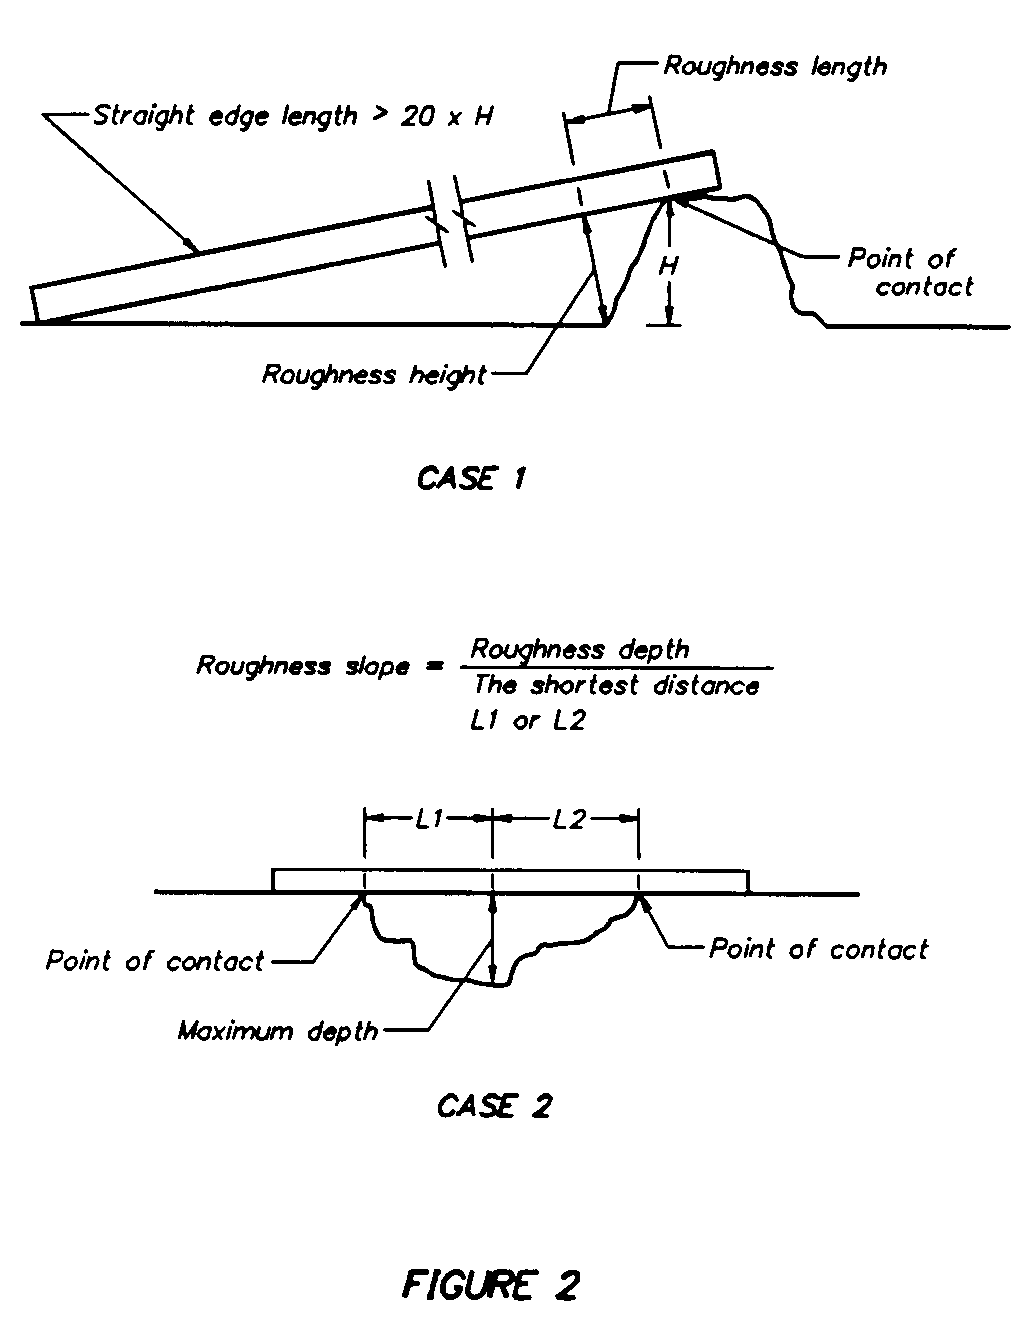 Roughness length
Straight edge length > 20 x H
H
Point of
contact
Roughness height
CASE 1
Roughness slope = Roughness depth
The shortest distance
L1 or L2
L1
L2
Point of contact
Point of contact
Maximum depth
CASE 2
FIGURE 2